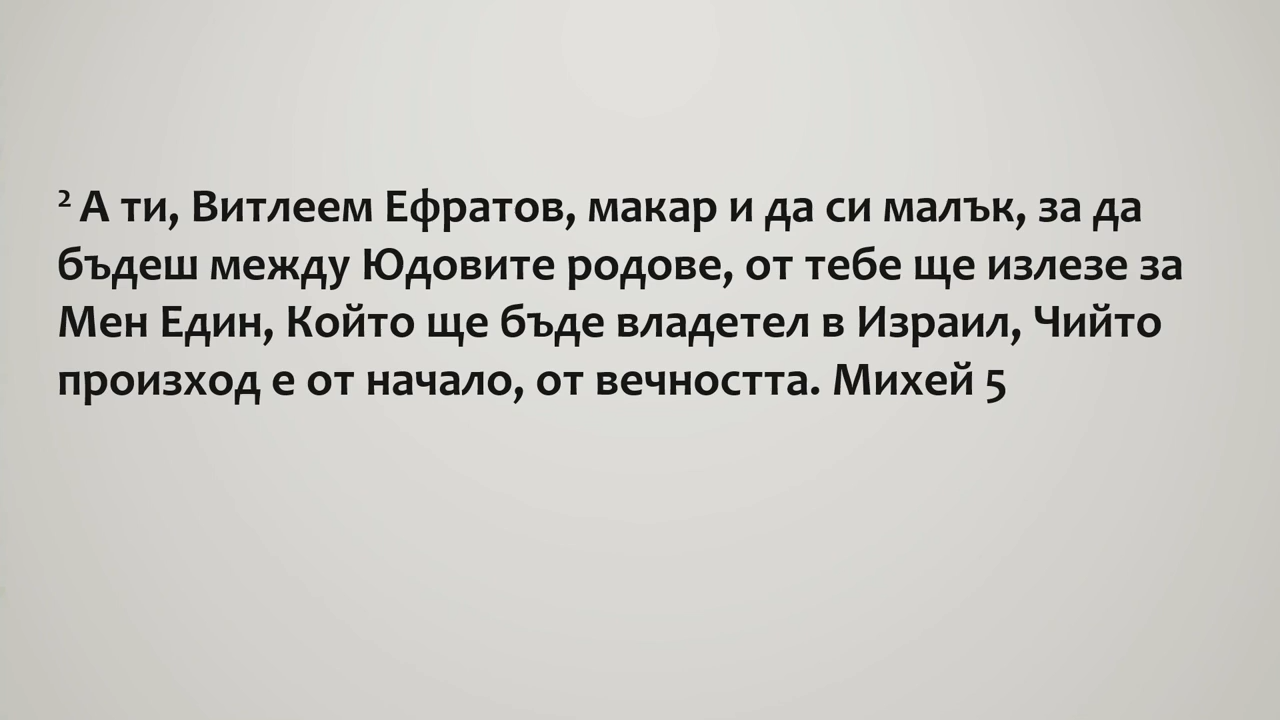 ² А ти, Витлеем Ефратов, макар и да си малък, за да
бъдеш между Юдовите родове, от тебе ще излезе за
Мен Един, Който ще бъде владетел в Израил, Чийто
произход е от начало, от вечността. Михей 5